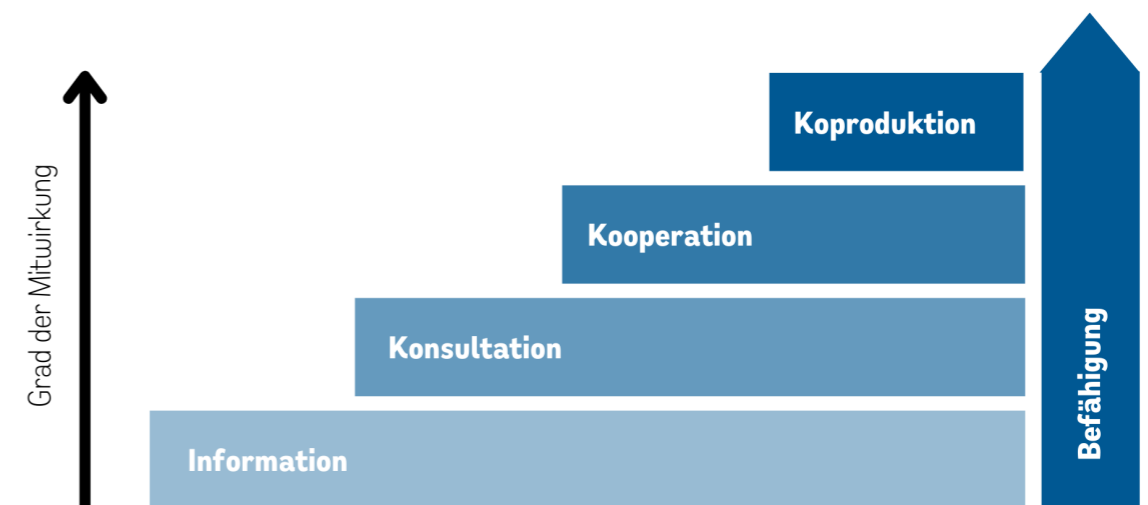 Grad der Mitwirkung
Koproduktion
Kooperation
Konsultation
Information
Befähigung